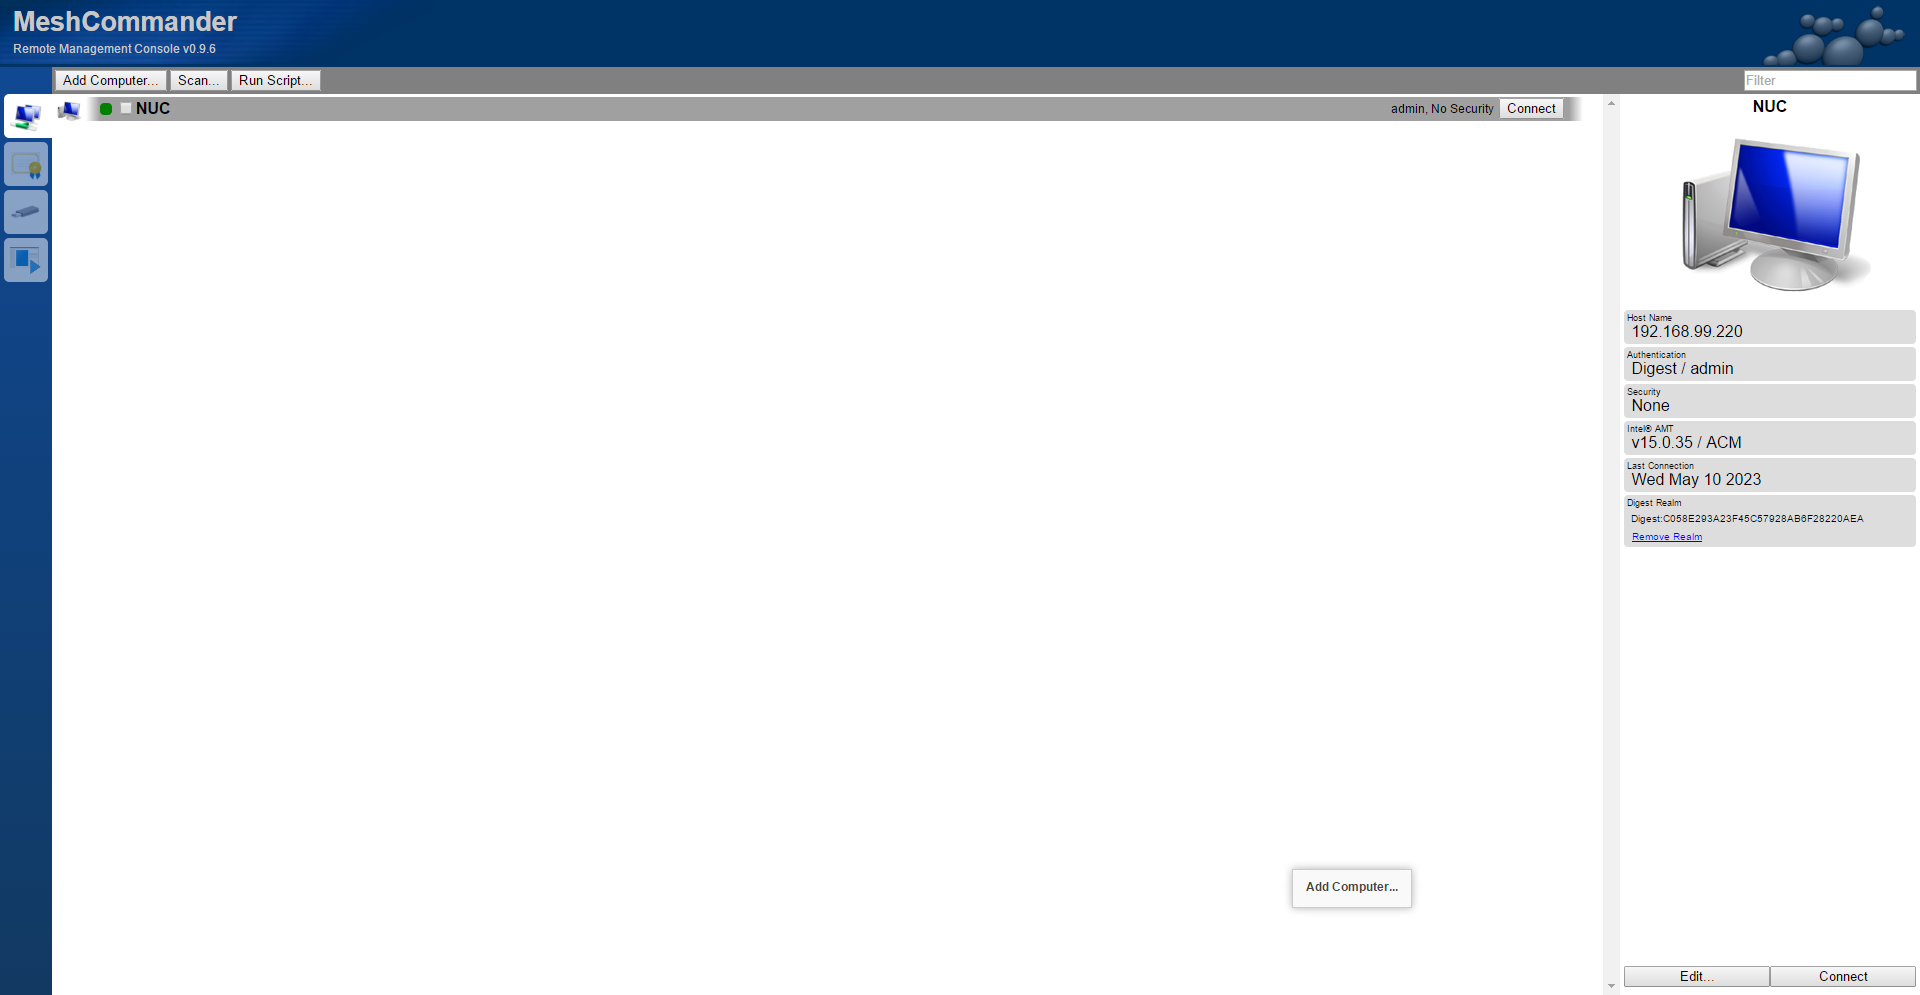 MeshCommander
Remote Management Console v0.9.6
Add Computer... Scan... Run Script... Filter
NUC admin, No Security Connect
NUC
Host Name
192.168.99.220
Authentication
Digest / admin
Security
None
Intel® AMT
v15.0.35 / ACM
Last Connection
Wed May 10 2023
Digest Realm
Digest:C058E293A23F45C57928AB6F28220AEA
Remove Realm
Add Computer...
Edit... Connect